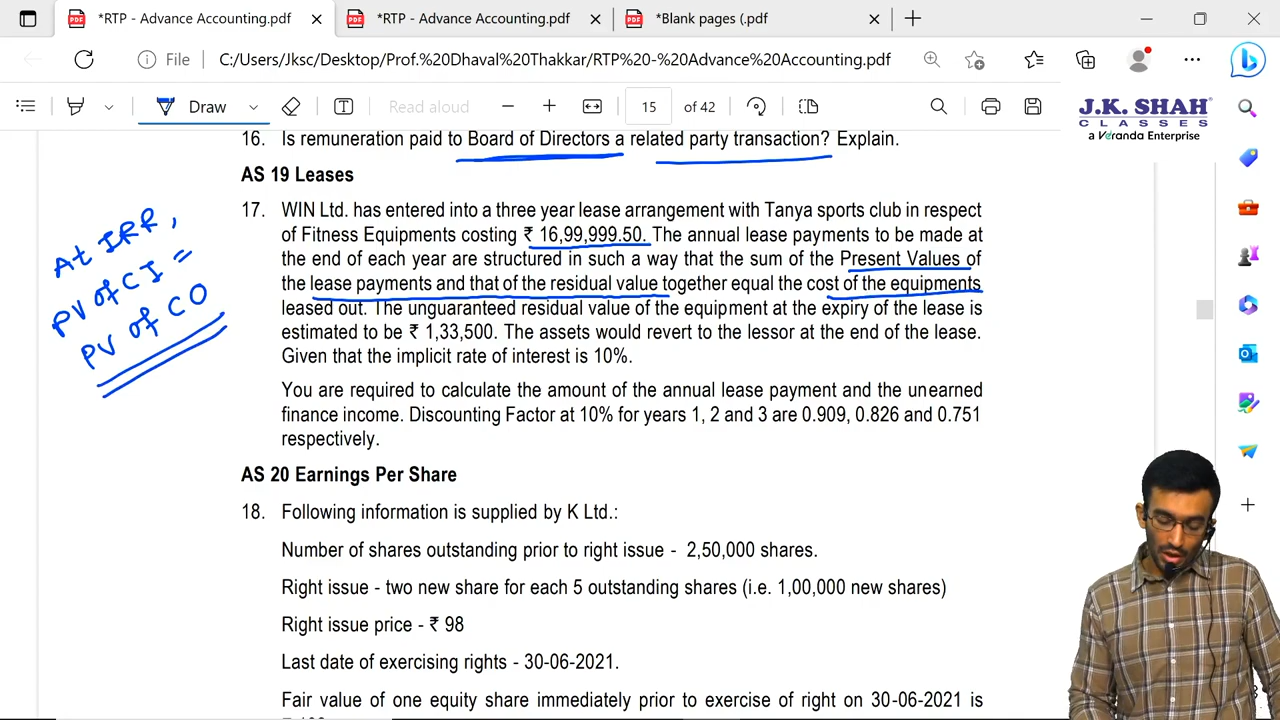 *RTP - Advance Accounting.pdf
*RTP - Advance Accounting.pdf
*Blank pages (.pdf
File
C:/Users/Jksc/Desktop/Prof.%20Dhaval%20Thakkar/RTP%20-%20Advance%20Accounting.pdf
Draw
Read aloud
15
of 42
J.K. SHAH®
CLASSES
a Veranda Enterprise
16. Is remuneration paid to Board of Directors a related party transaction? Explain.
AS 19 Leases
17. WIN Ltd. has entered into a three year lease arrangement with Tanya sports club in respect
of Fitness Equipments costing ₹ 16,99,999.50. The annual lease payments to be made at
the end of each year are structured in such a way that the sum of the Present Values of
the lease payments and that of the residual value together equal the cost of the equipments
leased out. The unguaranteed residual value of the equipment at the expiry of the lease is
estimated to be ₹ 1,33,500. The assets would revert to the lessor at the end of the lease.
Given that the implicit rate of interest is 10%.
You are required to calculate the amount of the annual lease payment and the unearned
finance income. Discounting Factor at 10% for years 1, 2 and 3 are 0.909, 0.826 and 0.751
respectively.
At IRR,
PV of CI =
PV of CO
AS 20 Earnings Per Share
18. Following information is supplied by K Ltd.:
Number of shares outstanding prior to right issue - 2,50,000 shares.
Right issue - two new share for each 5 outstanding shares (i.e. 1,00,000 new shares)
Right issue price - ₹ 98
Last date of exercising rights - 30-06-2021.
Fair value of one equity share immediately prior to exercise of right on 30-06-2021 is